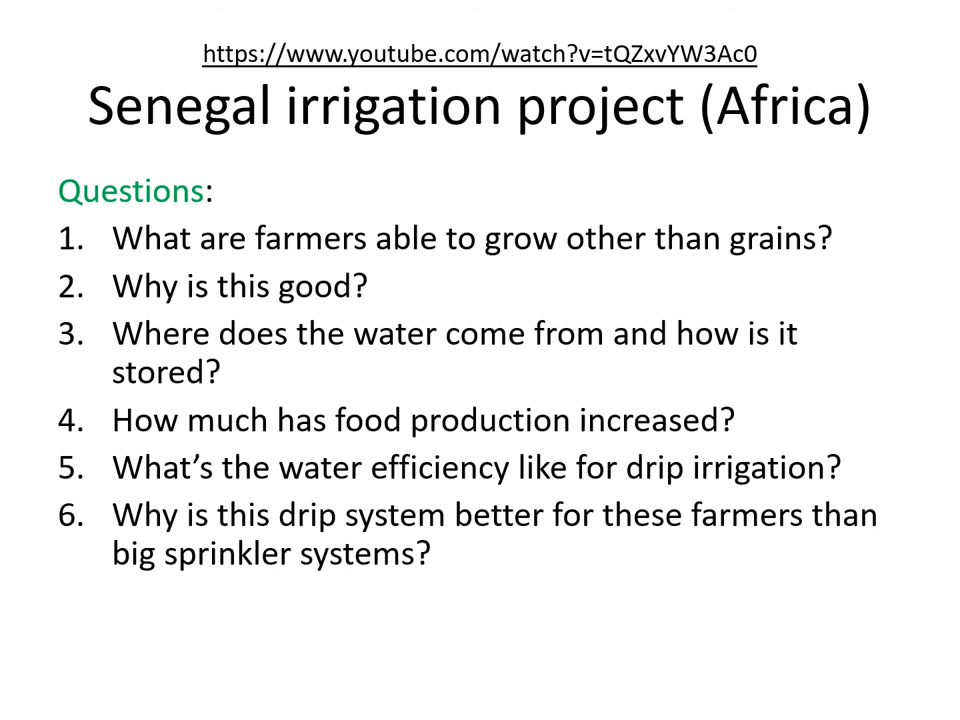 https://www.youtube.com/watch?v=tQZxvYW3Ac0
Senegal irrigation project (Africa)
Questions:
1. What are farmers able to grow other than grains?
2. Why is this good?
3. Where does the water come from and how is it
stored?
4. How much has food production increased?
5. What’s the water efficiency like for drip irrigation?
6. Why is this drip system better for these farmers than
big sprinkler systems?